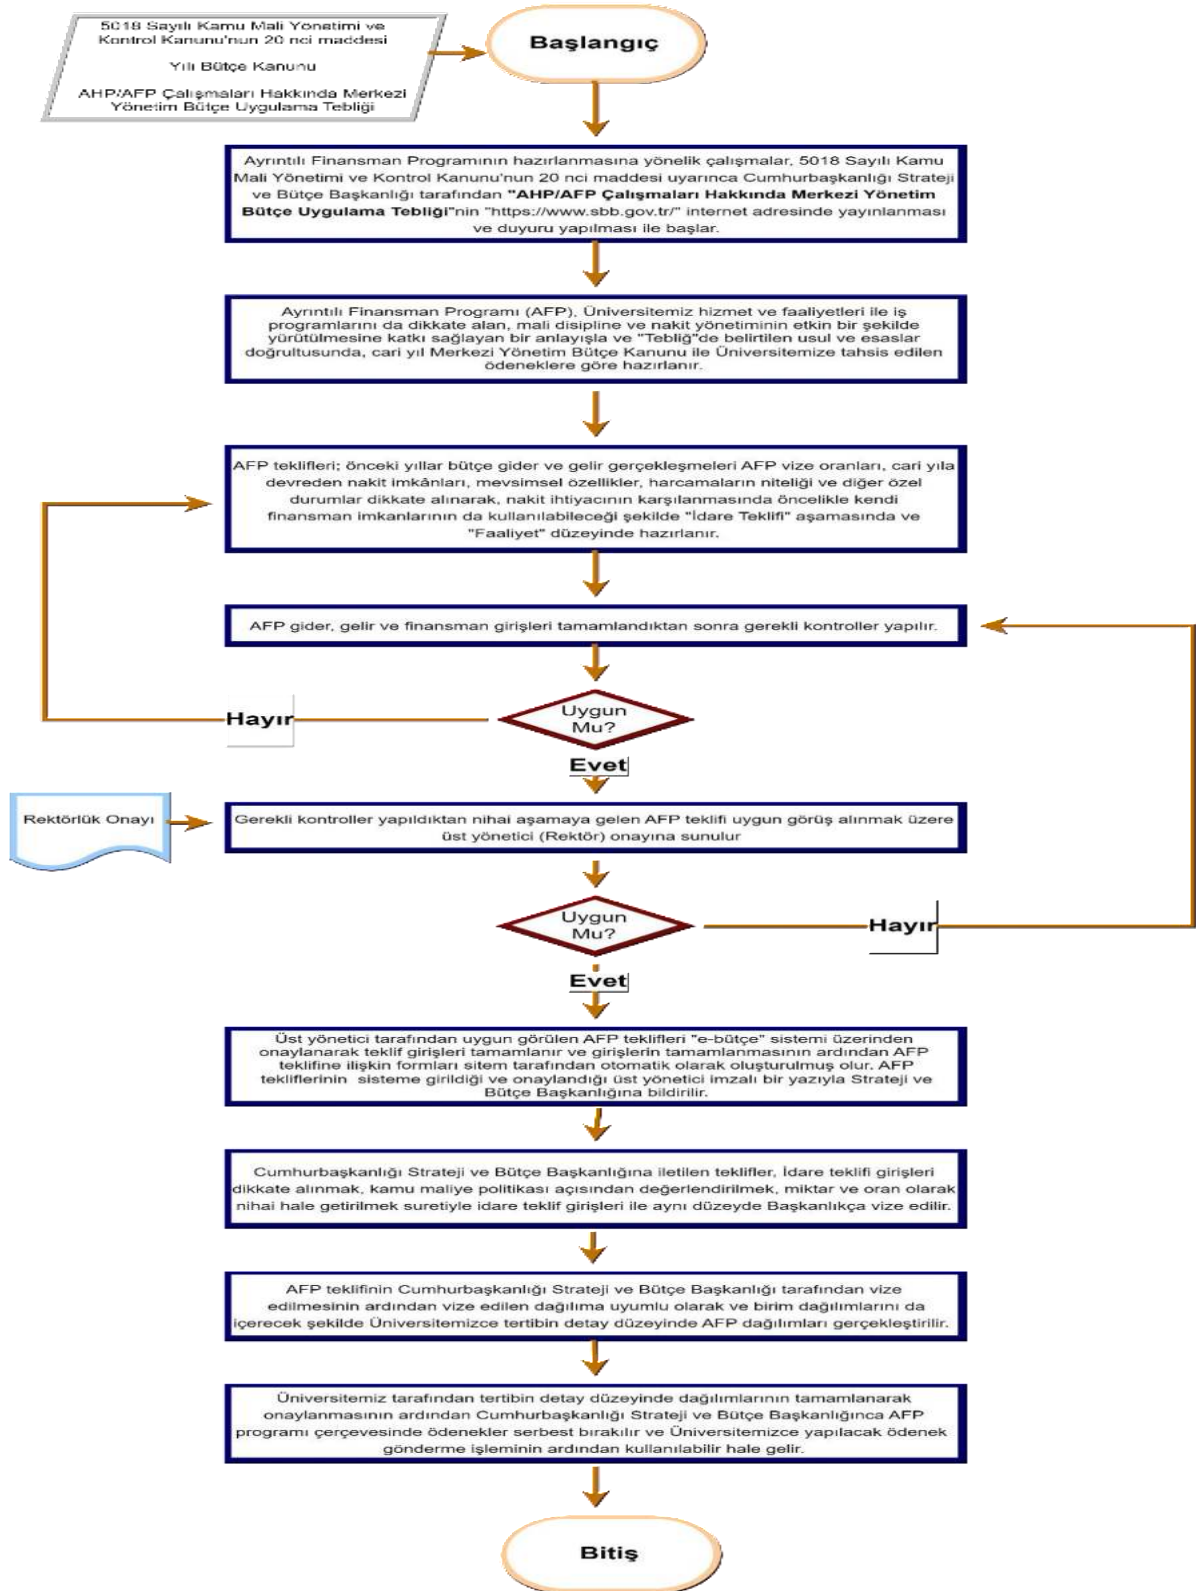 5018 Sayılı Kamu Mali Yönetimi ve
Kontrol Kanunu'nun 20 nci maddesi
Yılı Bütçe Kanunu
AHP/AFP Çalışmaları Hakkında Merkezi
Yönetim Bütçe Uygulama Tebliği
Başlangıç
Ayrıntılı Finansman Programının hazırlanmasına yönelik çalışmalar, 5018 Sayılı Kamu
Mali Yönetimi ve Kontrol Kanunu'nun 20 nci maddesi uyarınca Cumhurbaşkanlığı Strateji
ve Bütçe Başkanlığı tarafından "AHP/AFP Çalışmaları Hakkında Merkezi Yönetim
Bütçe Uygulama Tebliği"nin "https://www.sbb.gov.tr/" internet adresinde yayınlanması
ve duyuru yapılması ile başlar.
Ayrıntılı Finansman Programı (AFP), Üniversitemiz hizmet ve faaliyetleri ile iş
programlarını da dikkate alan, mali disipline ve nakit yönetiminin etkin bir şekilde
yürütülmesine katkı sağlayan bir anlayışla ve "Tebliğ"de belirtilen usul ve esaslar
doğrultusunda, cari yıl Merkezi Yönetim Bütçe Kanunu ile Üniversitemize tahsis edilen
ödeneklere göre hazırlanır.
AFP teklifleri; önceki yıllar bütçe gider ve gelir gerçekleşmeleri AFP vize oranları, cari yıla
devreden nakit imkânları, mevsimsel özellikler, harcamaların niteliği ve diğer özel
durumlar dikkate alınarak, nakit ihtiyacının karşılanmasında öncelikle kendi
finansman imkanlarının da kullanılabileceği şekilde "İdare Teklifi" aşamasında ve
"Faaliyet" düzeyinde hazırlanır.
AFP gider, gelir ve finansman girişleri tamamlandıktan sonra gerekli kontroller yapılır.
Uygun
Mu?
Hayır
Evet
Rektörlük Onayı
Gerekli kontroller yapıldıktan nihai aşamaya gelen AFP teklifi uygun görüş alınmak üzere
üst yönetici (Rektör) onayına sunulur
Uygun
Mu?
Hayır
Evet
Üst yönetici tarafından uygun görülen AFP teklifleri "e-bütçe" sistemi üzerinden
onaylanarak teklif girişleri tamamlanır ve girişlerin tamamlanmasının ardından AFP
teklifine ilişkin formları sitem tarafından otomatik olarak oluşturulmuş olur. AFP
tekliflerinin sisteme girildiği ve onaylandığı üst yönetici imzalı bir yazıyla Strateji ve
Bütçe Başkanlığına bildirilir.
Cumhurbaşkanlığı Strateji ve Bütçe Başkanlığına iletilen teklifler, İdare teklifi girişleri
dikkate alınmak, kamu maliye politikası açısından değerlendirilmek, miktar ve oran olarak
nihai hale getirilmek suretiyle idare teklif girişleri ile aynı düzeyde Başkanlıkça vize edilir.
AFP teklifinin Cumhurbaşkanlığı Strateji ve Bütçe Başkanlığı tarafından vize
edilmesinin ardından vize edilen dağılıma uyumlu olarak ve birim dağılımlarını da
içerecek şekilde Üniversitemizce tertibin detay düzeyinde AFP dağılımları gerçekleştirilir.
Üniversitemiz tarafından tertibin detay düzeyinde dağılımlarının tamamlanarak
onaylanmasının ardından Cumhurbaşkanlığı Strateji ve Bütçe Başkanlığınca AFP
programı çerçevesinde ödenekler serbest bırakılır ve Üniversitemizce yapılacak ödenek
gönderme işleminin ardından kullanılabilir hale gelir.
Bitiş